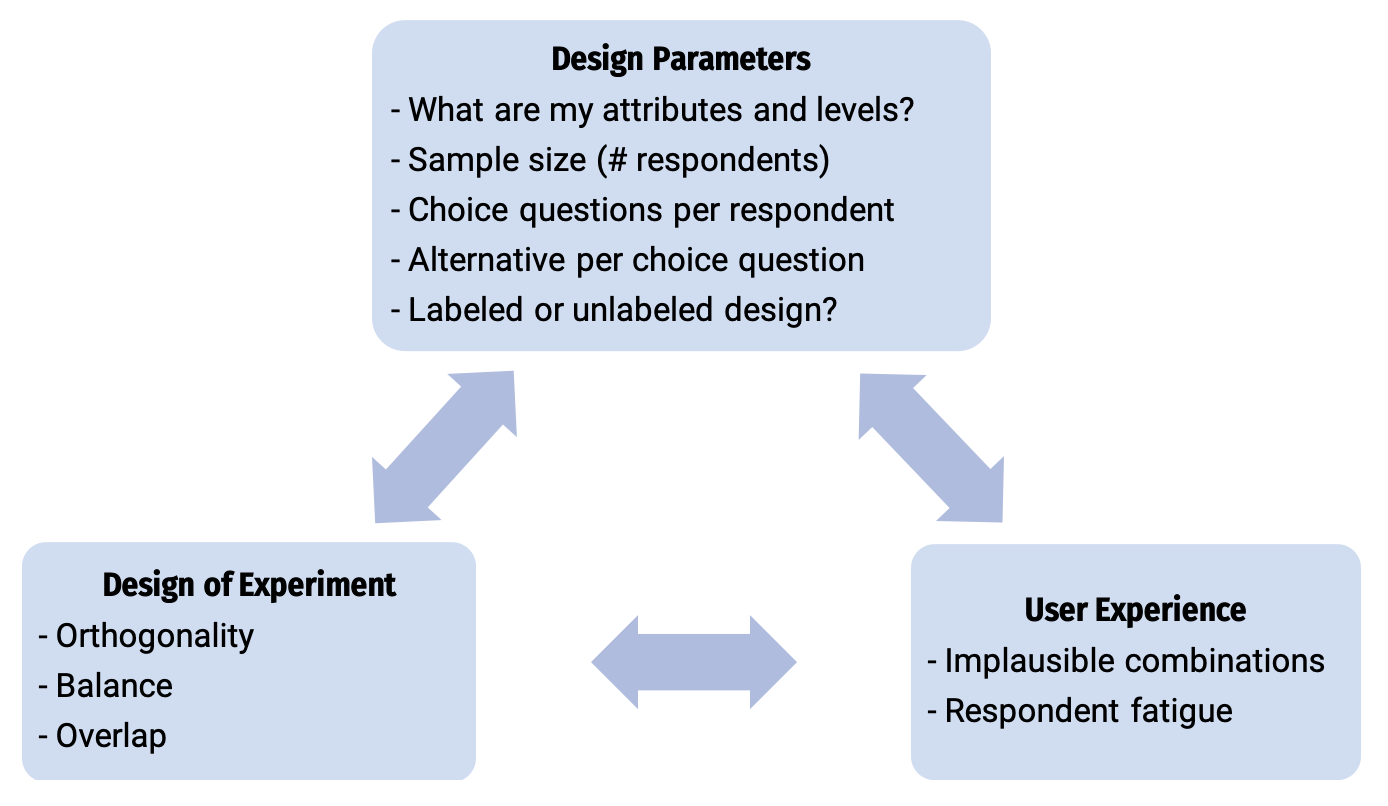 Design Parameters
- What are my attributes and levels?
- Sample size (# respondents)
- Choice questions per respondent
- Alternative per choice question
- Labeled or unlabeled design?
Design of Experiment
- Orthogonality
- Balance
- Overlap
User Experience
- Implausible combinations
- Respondent fatigue